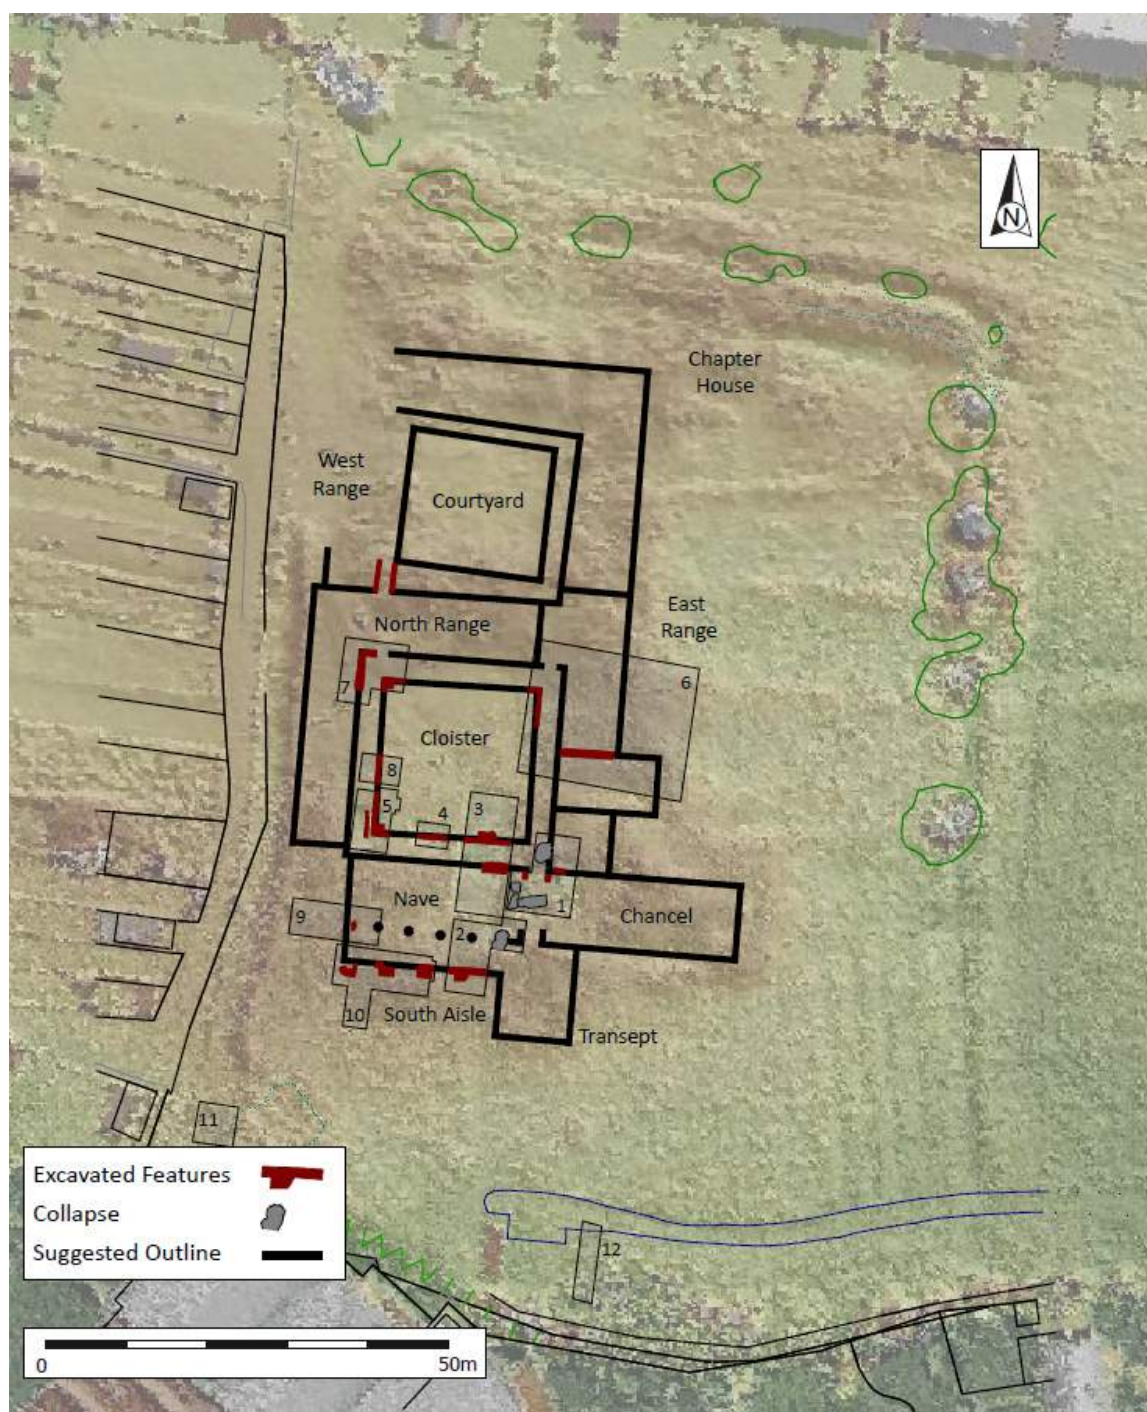 N
Chapter
House
West
Range
Courtyard
North Range
East
Range
6
7
Cloister
8
5
4
3
Nave
1
Chancel
9
2
10
South Aisle
Transept
11
Excavated Features
Collapse
Suggested Outline
12
0
50m